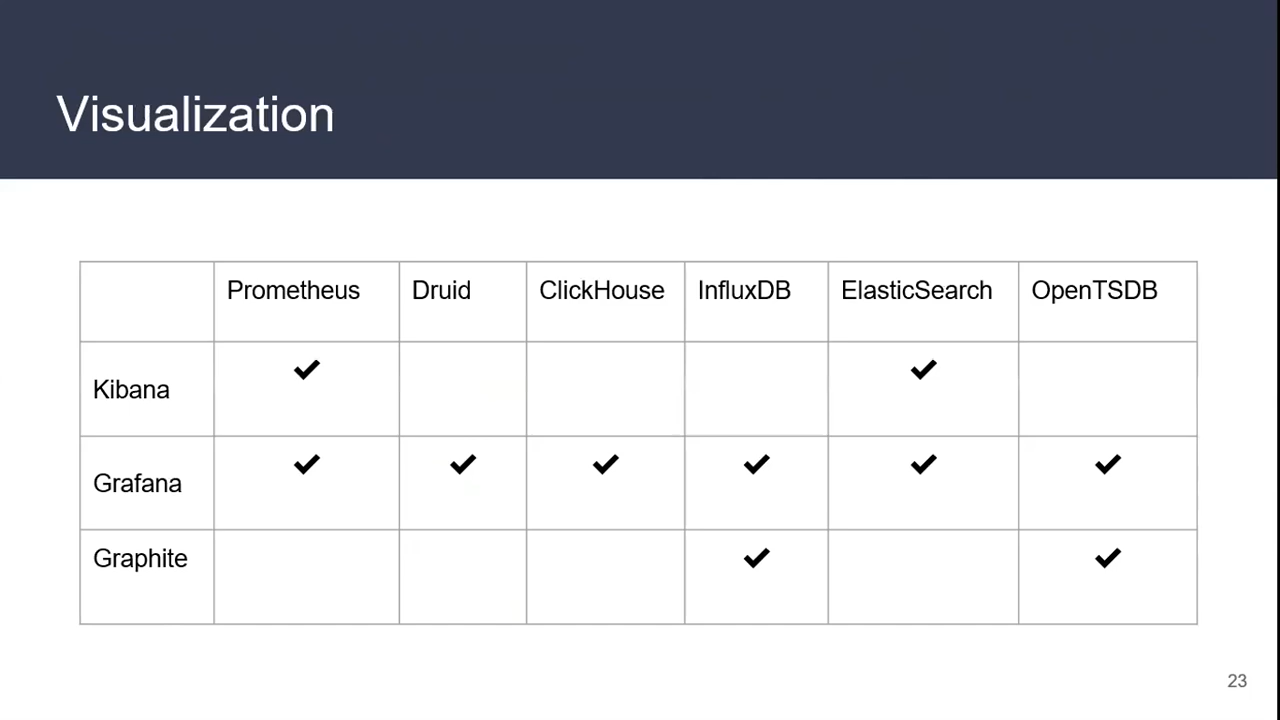 Visualization
Prometheus Druid ClickHouse InfluxDB ElasticSearch OpenTSDB
Kibana ✔ ✔
Grafana ✔ ✔ ✔ ✔ ✔ ✔
Graphite ✔ ✔
23